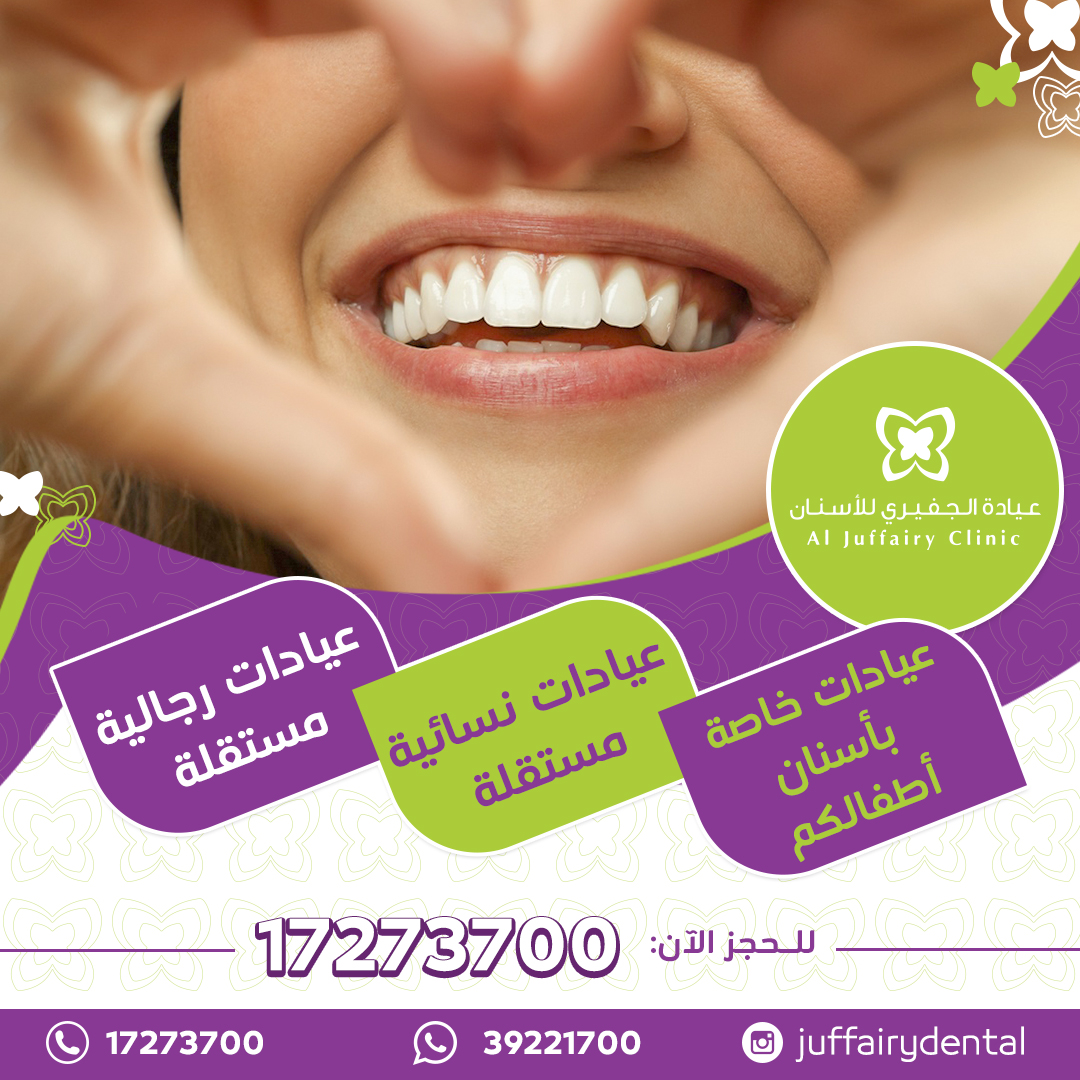 عيادة الجفيري للأسنان
Al Juffairy Clinic
عيادات خاصة
بأسنان
أطفالكم
عيادات نسائية
مستقلة
عيادات رجالية
مستقلة
للحجز الآن: 17273700
17273700
39221700
juffairydental